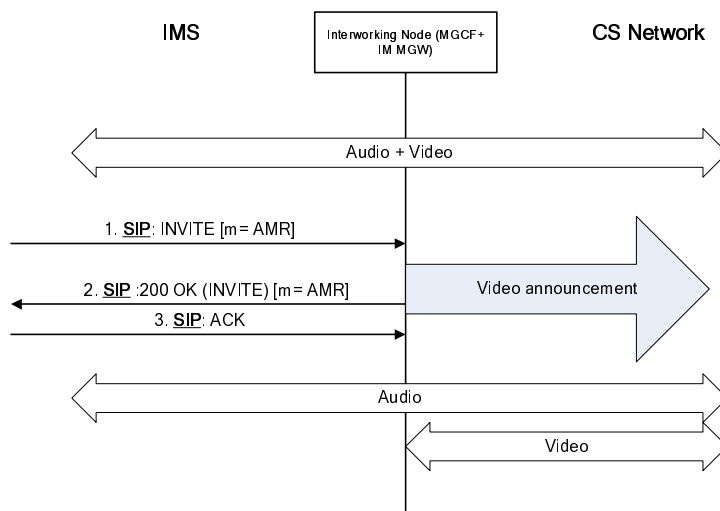 IMS
Interworking Node (MGCF+
IM MGW)
CS Network
Audio + Video
1. SIP: INVITE [m= AMR]
2. SIP :200 OK (INVITE) [m= AMR]
Video announcement
3. SIP: ACK
Audio
Video